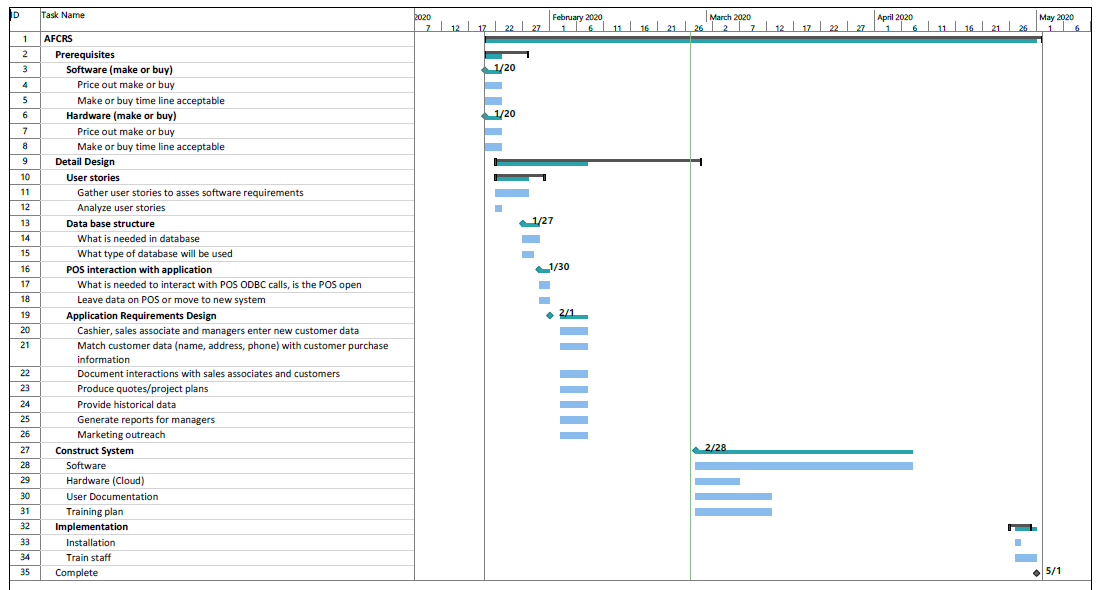 ID Task Name 2020 February 2020 March 2020 April 2020 May 2020
7 12 17 22 27 1 6 11 16 21 26 2 7 12 17 22 27 1 6 11 16 21 26 1 6
1 AFCRS
2 Prerequisites
3 Software (make or buy) 1/20
4 Price out make or buy
5 Make or buy time line acceptable
6 Hardware (make or buy) 1/20
7 Price out make or buy
8 Make or buy time line acceptable
9 Detail Design
10 User stories
11 Gather user stories to asses software requirements
12 Analyze user stories
13 Data base structure 1/27
14 What is needed in database
15 What type of database will be used
16 POS interaction with application 1/30
17 What is needed to interact with POS ODBC calls, is the POS open
18 Leave data on POS or move to new system
19 Application Requirements Design 2/1
20 Cashier, sales associate and managers enter new customer data
21 Match customer data (name, address, phone) with customer purchase
information
22 Document interactions with sales associates and customers
23 Produce quotes/project plans
24 Provide historical data
25 Generate reports for managers
26 Marketing outreach
27 Construct System 2/28
28 Software
29 Hardware (Cloud)
30 User Documentation
31 Training plan
32 Implementation
33 Installation
34 Train staff
35 Complete 5/1